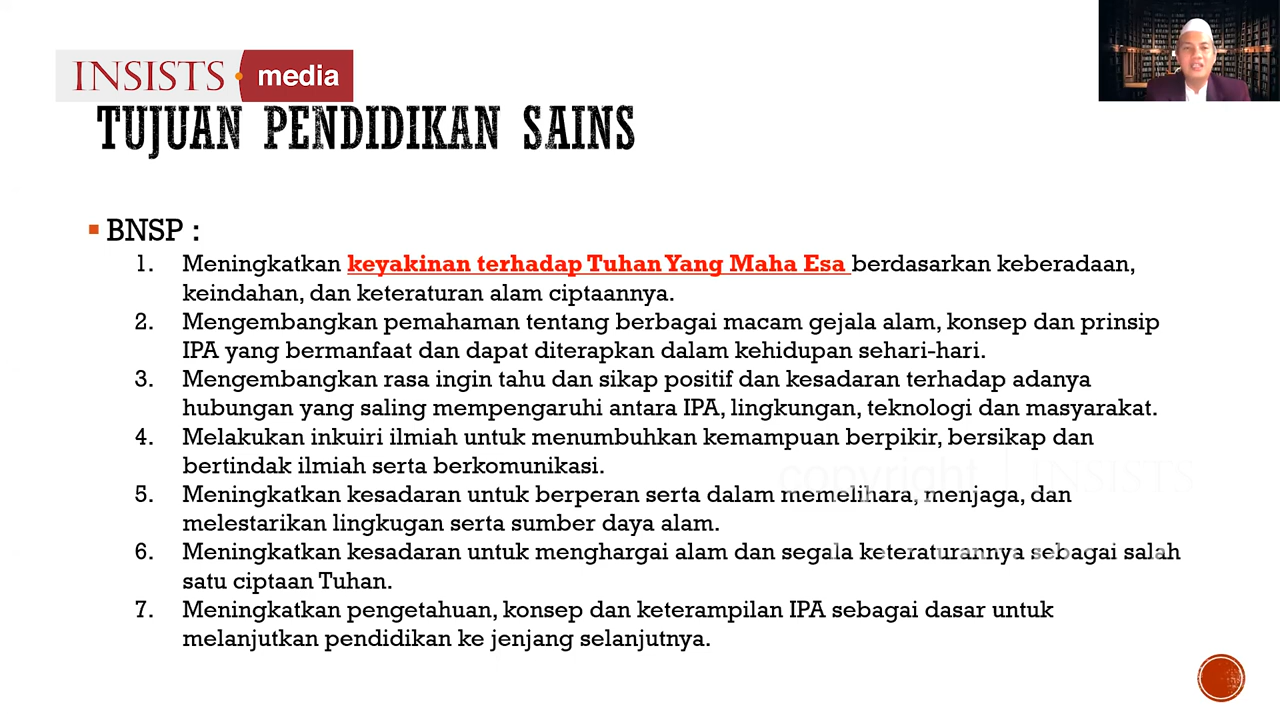 INSISTS media
TUJUAN PENDIDIKAN SAINS
BNSP :
1. Meningkatkan keyakinan terhadap Tuhan Yang Maha Esa berdasarkan keberadaan,
keindahan, dan keteraturan alam ciptaannya.
2. Mengembangkan pemahaman tentang berbagai macam gejala alam, konsep dan prinsip
IPA yang bermanfaat dan dapat diterapkan dalam kehidupan sehari-hari.
3. Mengembangkan rasa ingin tahu dan sikap positif dan kesadaran terhadap adanya
hubungan yang saling mempengaruhi antara IPA, lingkungan, teknologi dan masyarakat.
4. Melakukan inkuiri ilmiah untuk menumbuhkan kemampuan berpikir, bersikap dan
bertindak ilmiah serta berkomunikasi.
copyright | INSISTS
5. Meningkatkan kesadaran untuk berperan serta dalam memelihara, menjaga, dan
melestarikan lingkugan serta sumber daya alam.
6. Meningkatkan kesadaran untuk menghargai alam dan segala keteraturannya sebagai salah
satu ciptaan Tuhan.
7. Meningkatkan pengetahuan, konsep dan keterampilan IPA sebagai dasar untuk
melanjutkan pendidikan ke jenjang selanjutnya.